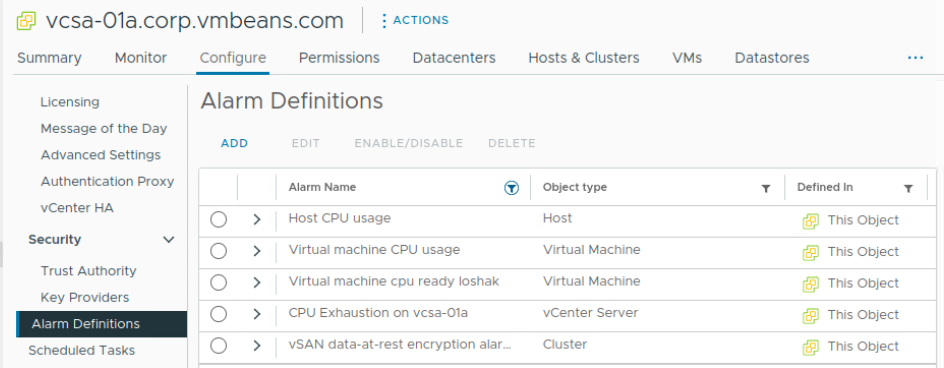 vcsa-01a.corp.vmbeans.com ACTIONS
Summary Monitor Configure Permissions Datacenters Hosts & Clusters VMs Datastores ...
Licensing
Message of the Day
Advanced Settings
Authentication Proxy
vCenter HA
Security
Trust Authority
Key Providers
Alarm Definitions
Scheduled Tasks
Alarm Definitions
ADD EDIT ENABLE/DISABLE DELETE
Alarm Name Object type Defined In
Host CPU usage Host This Object
Virtual machine CPU usage Virtual Machine This Object
Virtual machine cpu ready loshak Virtual Machine This Object
CPU Exhaustion on vcsa-01a vCenter Server This Object
vSAN data-at-rest encryption alar... Cluster This Object